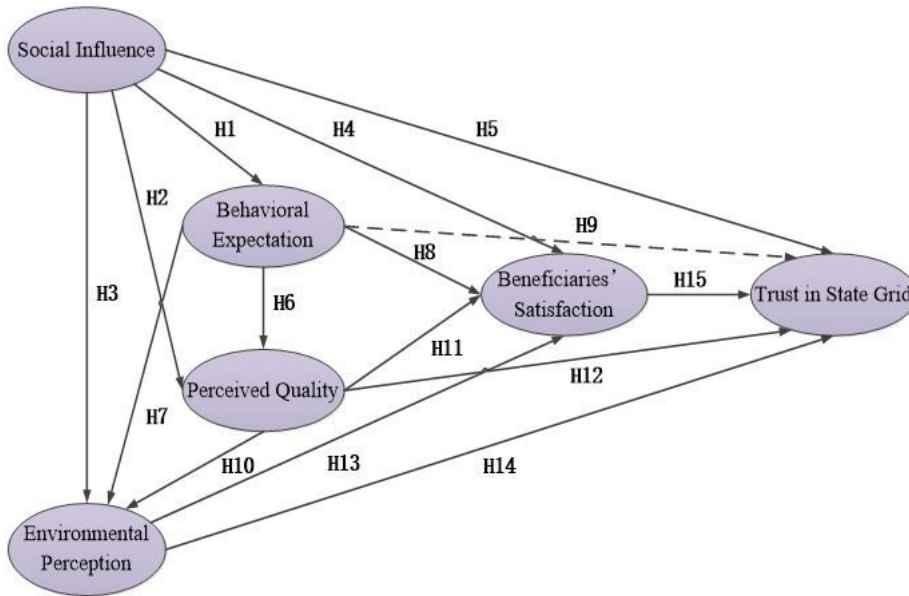 Social Influence
H5
H4
H1
H2
Behavioral
Expectation
H9
H8
H3
Beneficiaries’
Satisfaction
H15
Trust in State Grid
H6
H11
Perceived Quality
H12
H7
H10
H13
H14
Environmental
Perception